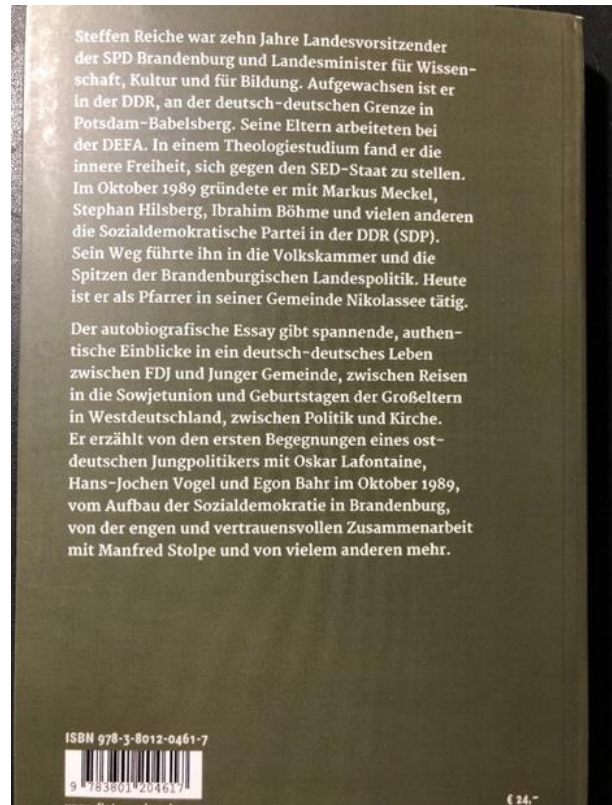 Steffen Reiche war zehn Jahre Landesvorsitzender
der SPD Brandenburg und Landesminister für Wissen-
schaft, Kultur und für Bildung. Aufgewachsen ist er
in der DDR, an der deutsch-deutschen Grenze in
Potsdam-Babelsberg. Seine Eltern arbeiteten bei
der DEFA. In einem Theologiestudium fand er die
innere Freiheit, sich gegen den SED-Staat zu stellen.
Im Oktober 1989 gründete er mit Markus Meckel,
Stephan Hilsberg, Ibrahim Böhme und vielen anderen
die Sozialdemokratische Partei in der DDR (SDP).
Sein Weg führte ihn in die Volkskammer und die
Spitzen der Brandenburgischen Landespolitik. Heute
ist er als Pfarrer in seiner Gemeinde Nikolassee tätig.
Der autobiografische Essay gibt spannende, authen-
tische Einblicke in ein deutsch-deutsches Leben
zwischen FDJ und Junger Gemeinde, zwischen Reisen
in die Sowjetunion und Geburtstagen der Großeltern
in Westdeutschland, zwischen Politik und Kirche.
Er erzählt von den ersten Begegnungen eines ost-
deutschen Jungpolitikers mit Oskar Lafontaine,
Hans-Jochen Vogel und Egon Bahr im Oktober 1989,
vom Aufbau der Sozialdemokratie in Brandenburg,
von der engen und vertrauensvollen Zusammenarbeit
mit Manfred Stolpe und von vielem anderen mehr.
ISBN 978-3-8012-0461-7
9 783801 204617
€ 24,–